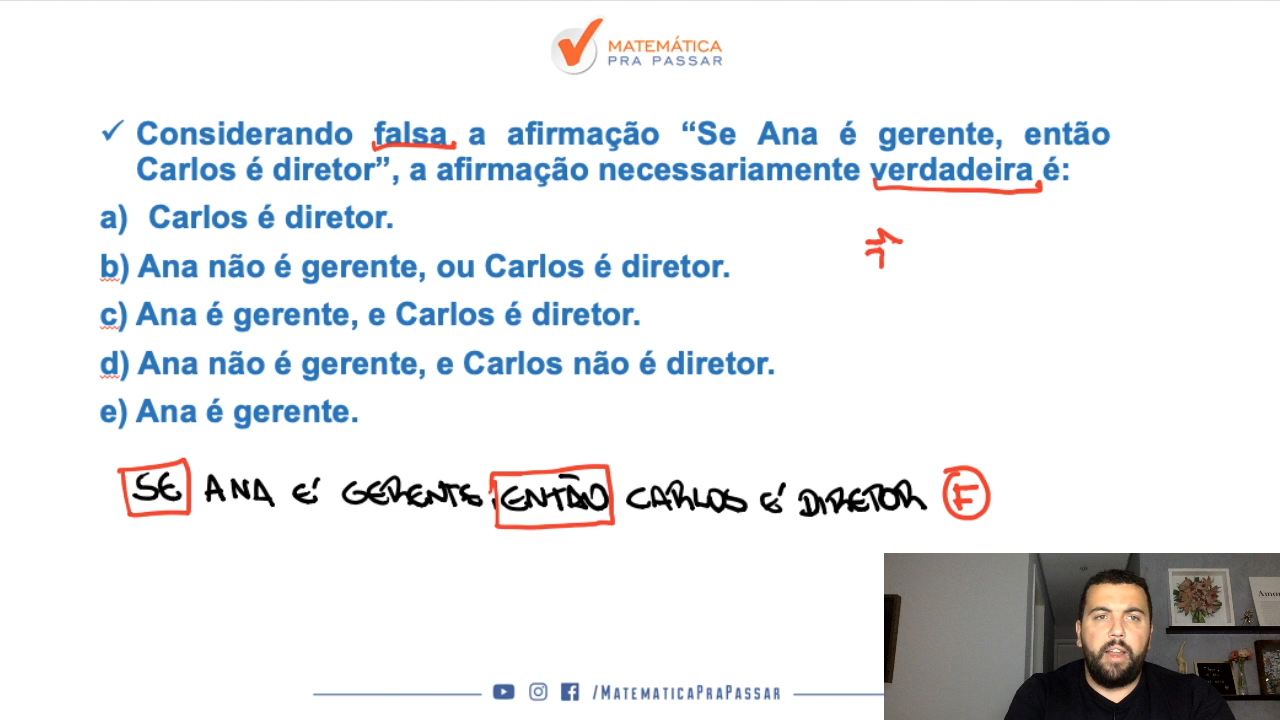 MATEMÁTICA
PRA PASSAR
✓ Considerando falsa a afirmação “Se Ana é gerente, então
Carlos é diretor”, a afirmação necessariamente verdadeira é:
a) Carlos é diretor.
b) Ana não é gerente, ou Carlos é diretor.
c) Ana é gerente, e Carlos é diretor.
d) Ana não é gerente, e Carlos não é diretor.
e) Ana é gerente.
SE ANA É GERENTE, ENTÃO CARLOS É DIRETOR F
/MATEMATICAPRAPASSAR